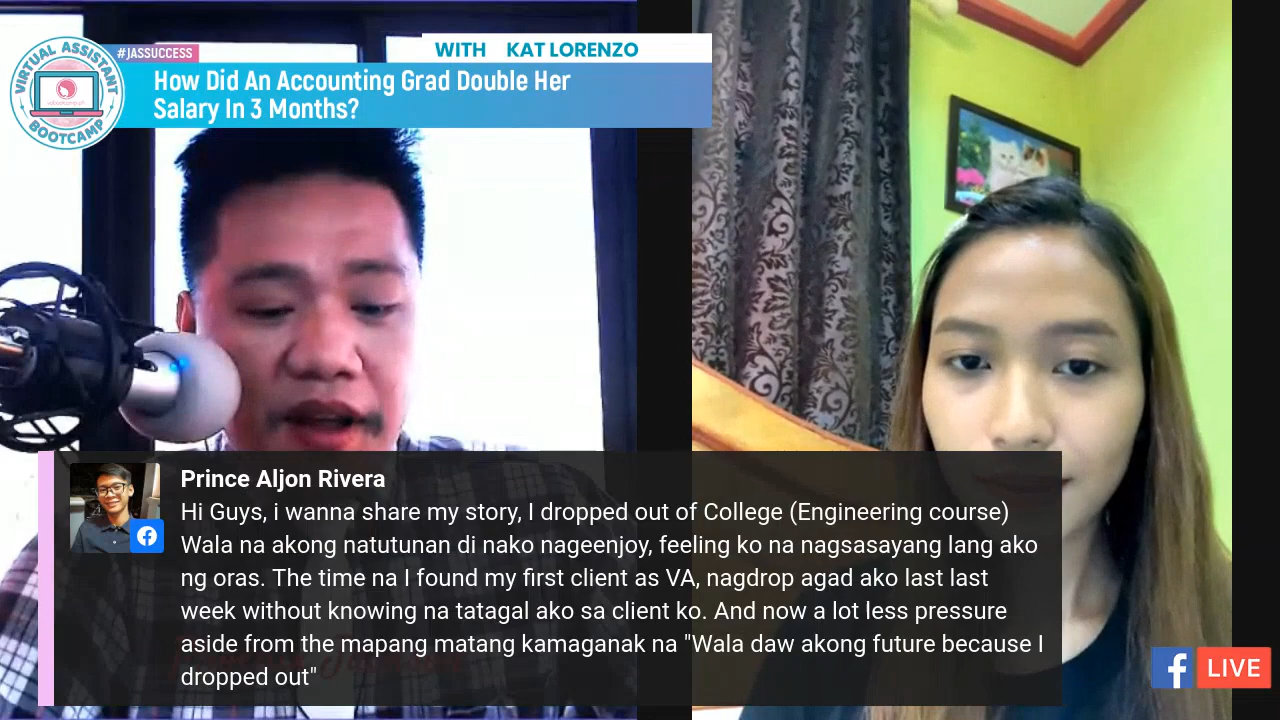 VIRTUAL ASSISTANT
BOOTCAMP
#JASSUCCESS
WITH KAT LORENZO
How Did An Accounting Grad Double Her
Salary In 3 Months?
Prince Aljon Rivera
Hi Guys, i wanna share my story, I dropped out of College (Engineering course)
Wala na akong natutunan di nako nageenjoy, feeling ko na nagsasayang lang ako
ng oras. The time na I found my first client as VA, nagdrop agad ako last last
week without knowing na tatagal ako sa client ko. And now a lot less pressure
aside from the mapang matang kamaganak na "Wala daw akong future because I
dropped out"
LIVE